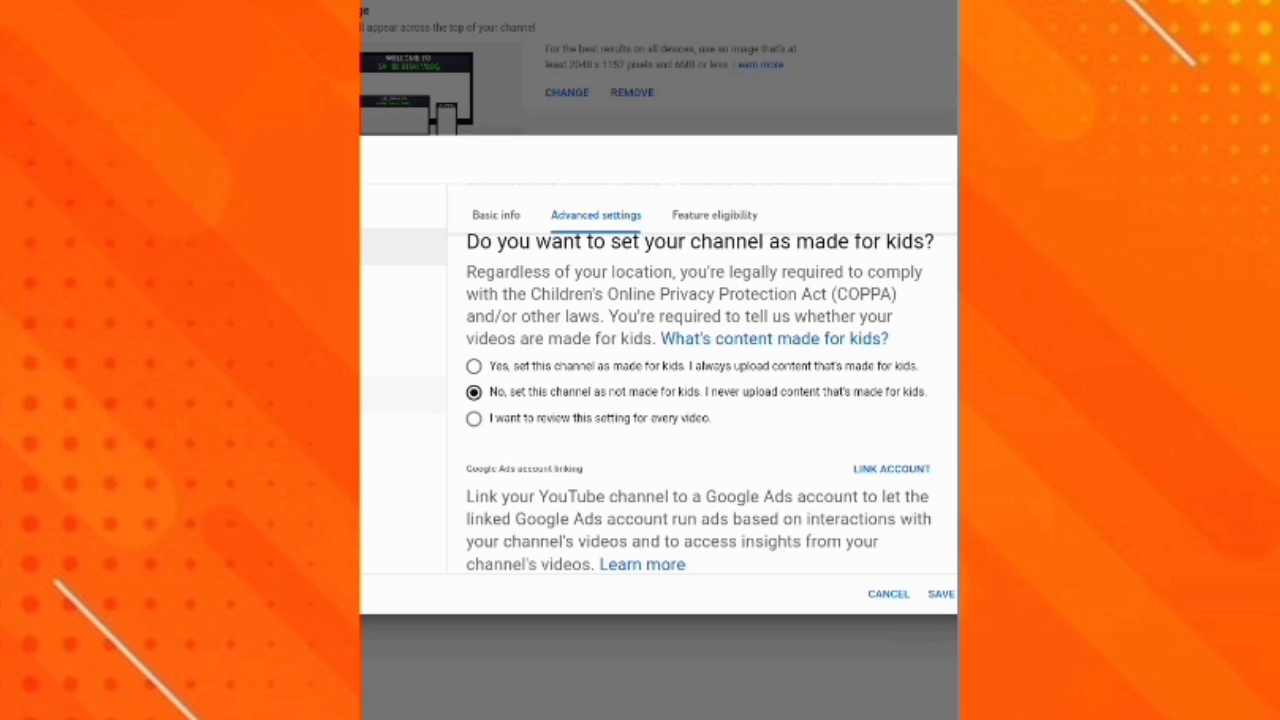 ge
ll appear across the top of your channel
WELCOME TO
For the best results on all devices, use an image that's at
least 2048 x 1152 pixels and 6MB or less. Learn more
CHANGE REMOVE
Basic info Advanced settings Feature eligibility
Do you want to set your channel as made for kids?
Regardless of your location, you're legally required to comply
with the Children's Online Privacy Protection Act (COPPA)
and/or other laws. You're required to tell us whether your
videos are made for kids. What's content made for kids?
Yes, set this channel as made for kids. I always upload content that's made for kids.
No, set this channel as not made for kids. I never upload content that's made for kids.
I want to review this setting for every video.
Google Ads account linking LINK ACCOUNT
Link your YouTube channel to a Google Ads account to let the
linked Google Ads account run ads based on interactions with
your channel's videos and to access insights from your
channel's videos. Learn more
CANCEL SAVE